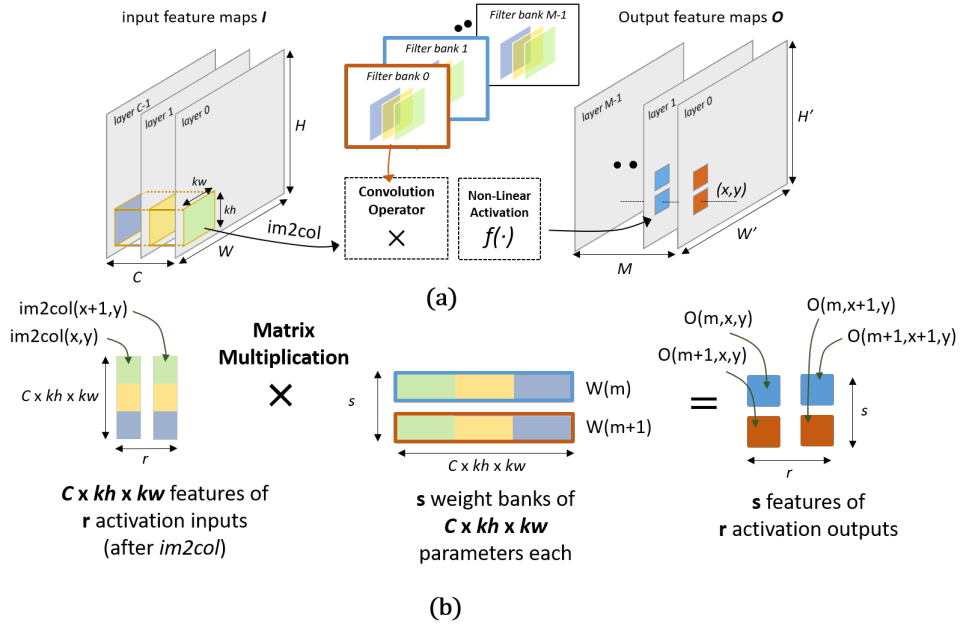 input feature maps I
Filter bank M-1
Filter bank 1
Filter bank 0
Output feature maps O
layer C-1
layer 1
layer 0
H
kw
kh
W
C
im2col
Convolution
Operator
×
Non-Linear
Activation
f(·)
layer M-1
layer 1
layer 0
H’
(x,y)
W’
M
(a)
im2col(x+1,y)
im2col(x,y)
C x kh x kw
r
Matrix
Multiplication
×
s
W(m)
W(m+1)
C x kh x kw
=
O(m,x,y)
O(m,x+1,y)
O(m+1,x,y)
O(m+1,x+1,y)
s
r
C x kh x kw features of
r activation inputs
(after im2col)
s weight banks of
C x kh x kw
parameters each
s features of
r activation outputs
(b)